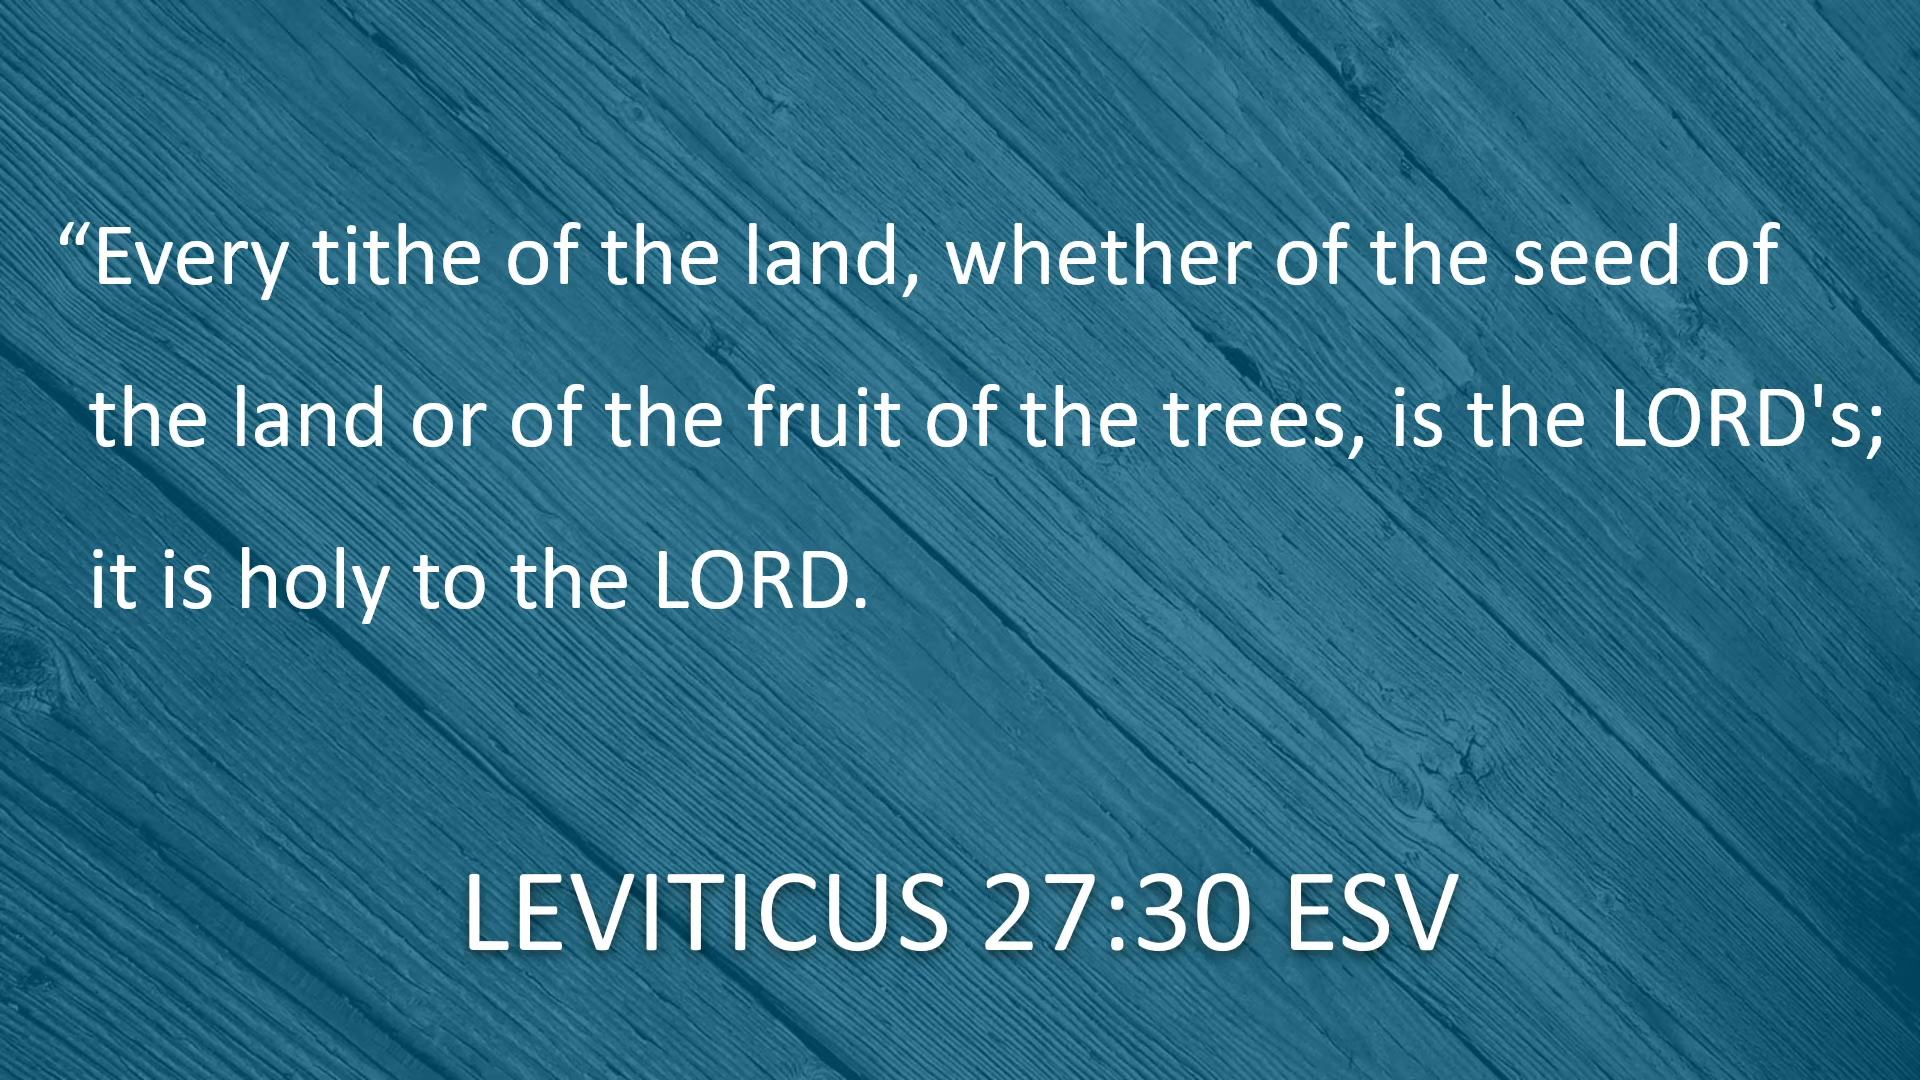 “Every tithe of the land, whether of the seed of
the land or of the fruit of the trees, is the LORD's;
it is holy to the LORD.
LEVITICUS 27:30 ESV